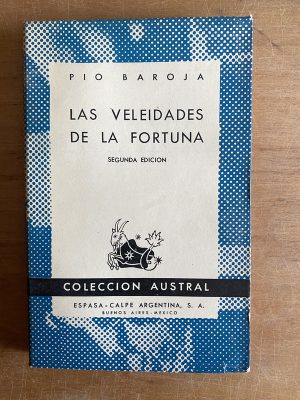 PIO BAROJA
LAS VELEIDADES
DE LA FORTUNA
SEGUNDA EDICION
COLECCION AUSTRAL
ESPASA-CALPE ARGENTINA, S. A.
BUENOS AIRES-MEXICO